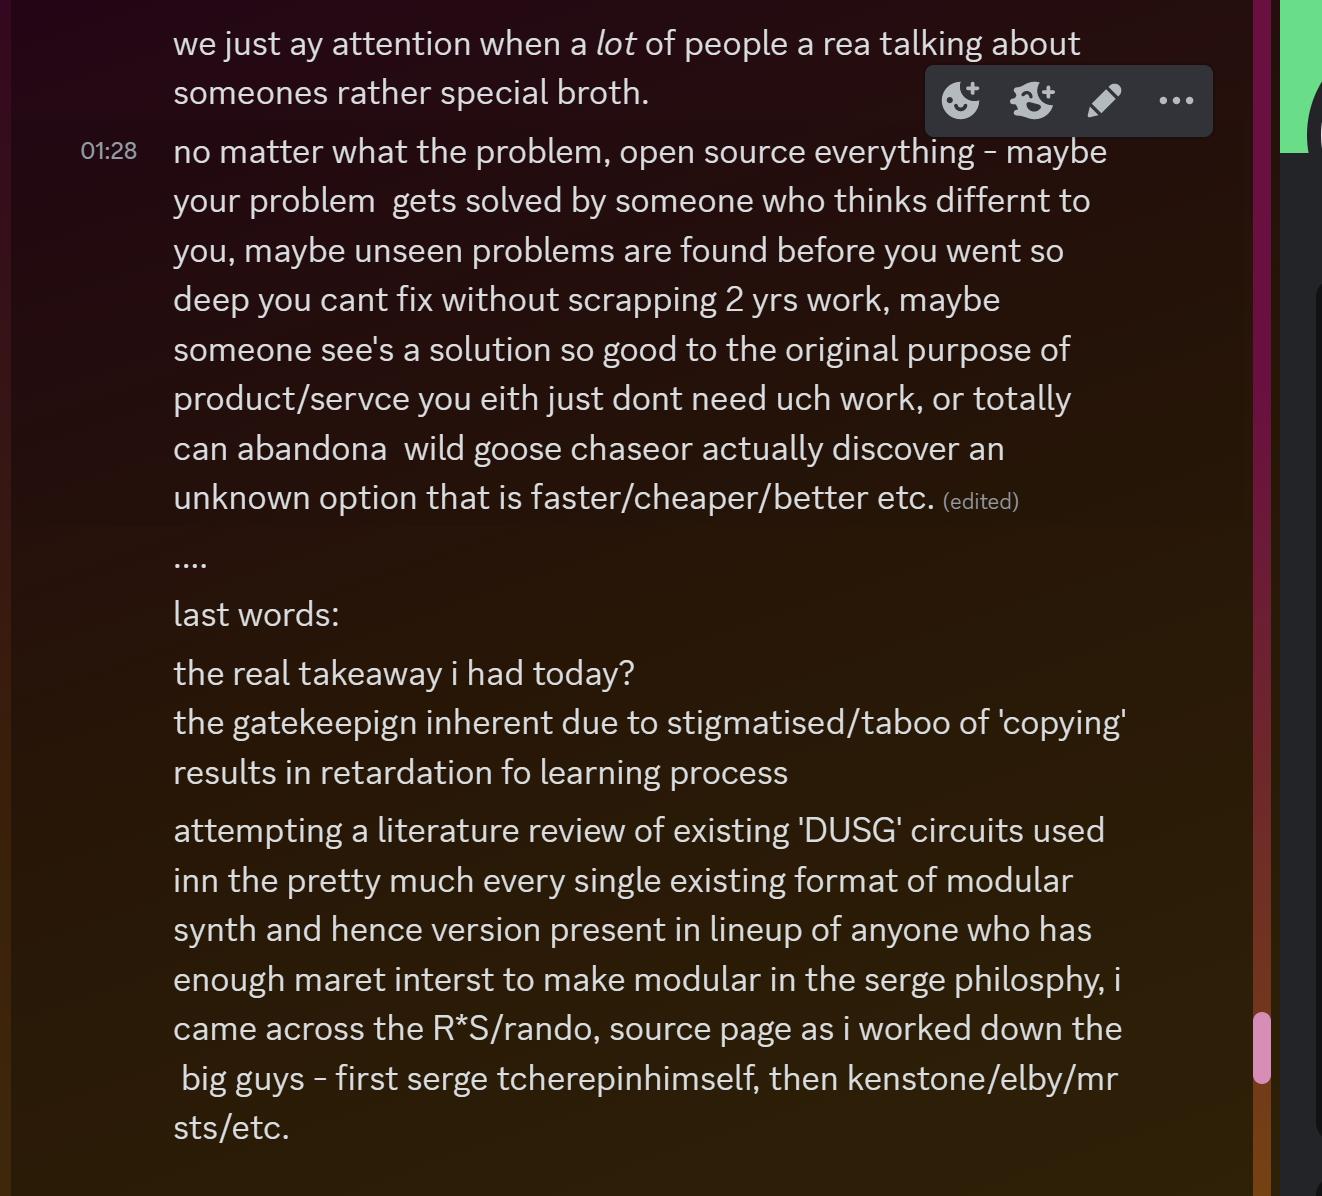 we just ay attention when a lot of people a rea talking about
someones rather special broth.
01:28 no matter what the problem, open source everything - maybe
your problem  gets solved by someone who thinks differnt to
you, maybe unseen problems are found before you went so
deep you cant fix without scrapping 2 yrs work, maybe
someone see's a solution so good to the original purpose of
product/servce you eith just dont need uch work, or totally
can abandona  wild goose chaseor actually discover an
unknown option that is faster/cheaper/better etc. (edited)
....
last words:
the real takeaway i had today?
the gatekeepign inherent due to stigmatised/taboo of 'copying'
results in retardation fo learning process
attempting a literature review of existing 'DUSG' circuits used
inn the pretty much every single existing format of modular
synth and hence version present in lineup of anyone who has
enough maret interst to make modular in the serge philosphy, i
came across the R*S/rando, source page as i worked down the
big guys - first serge tcherepinhimself, then kenstone/elby/mr
sts/etc.